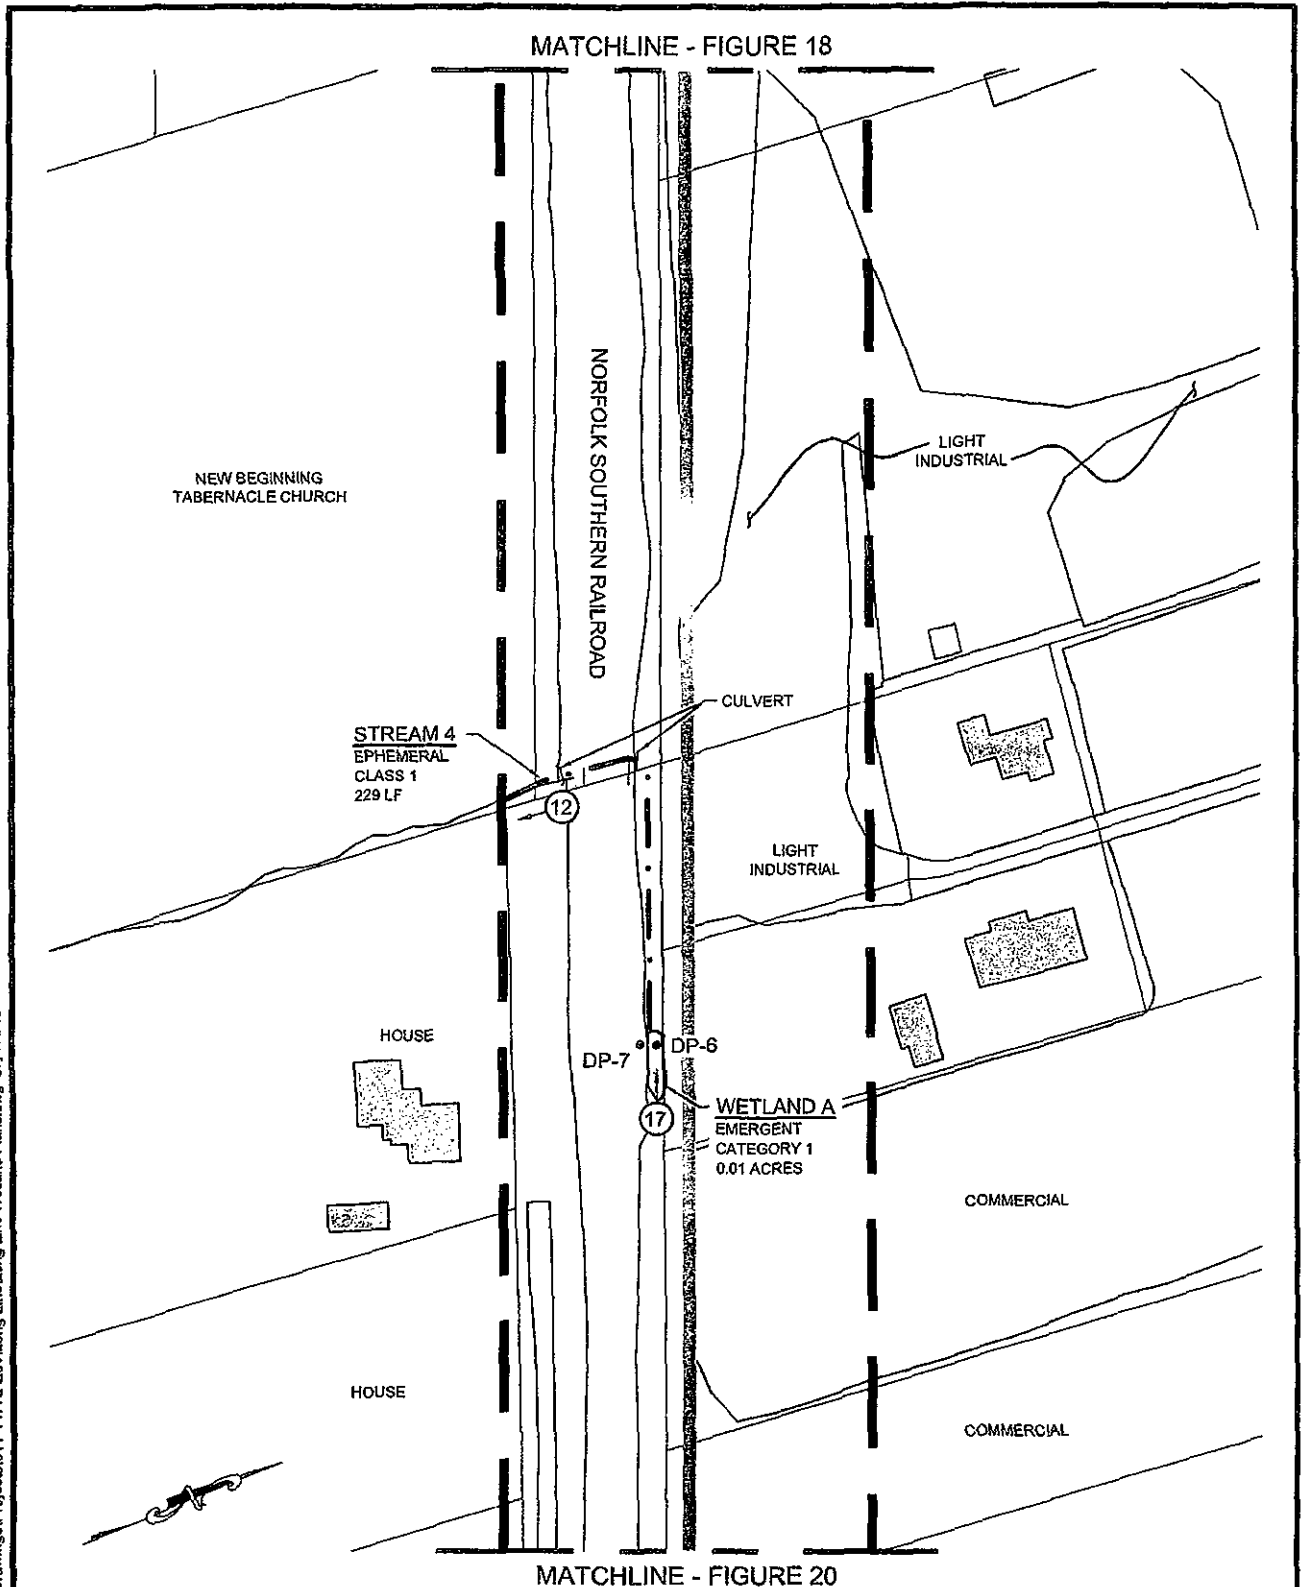 MATCHLINE - FIGURE 18
NORFOLK SOUTHERN RAILROAD
LIGHT
INDUSTRIAL
NEW BEGINNING
TABERNACLE CHURCH
CULVERT
STREAM 4
EPHEMERAL
CLASS 1
229 LF
12
LIGHT
INDUSTRIAL
HOUSE
DP-7
DP-6
WETLAND A
EMERGENT
CATEGORY 1
0.01 ACRES
17
COMMERCIAL
HOUSE
COMMERCIAL
MATCHLINE - FIGURE 20